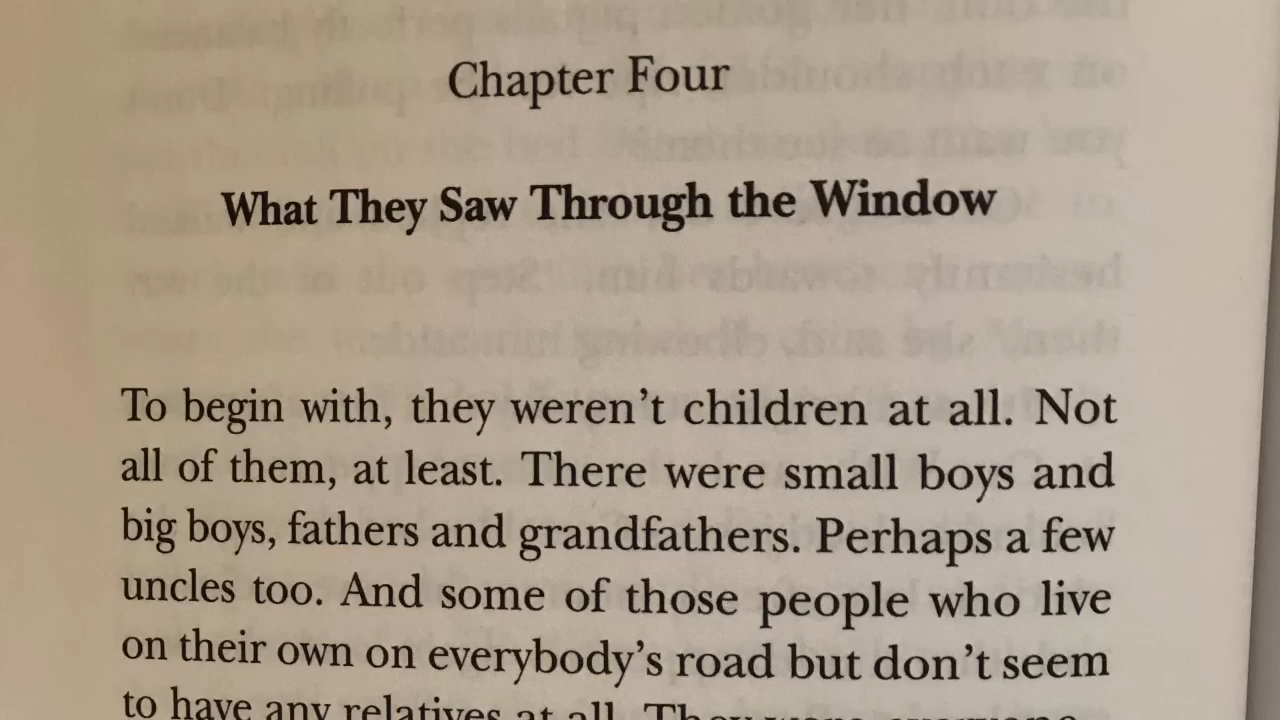 Chapter Four
What They Saw Through the Window
To begin with, they weren’t children at all. Not
all of them, at least. There were small boys and
big boys, fathers and grandfathers. Perhaps a few
uncles too. And some of those people who live
on their own on everybody’s road but don’t seem
to have any relatives at all. They were everyone